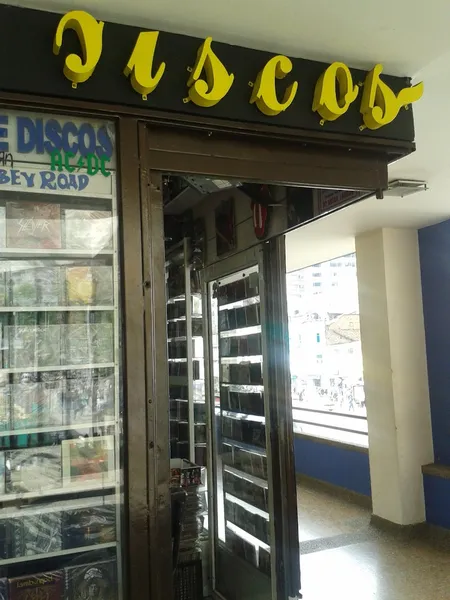 Discos
E DISCOS
AC/DC
BEY ROAD